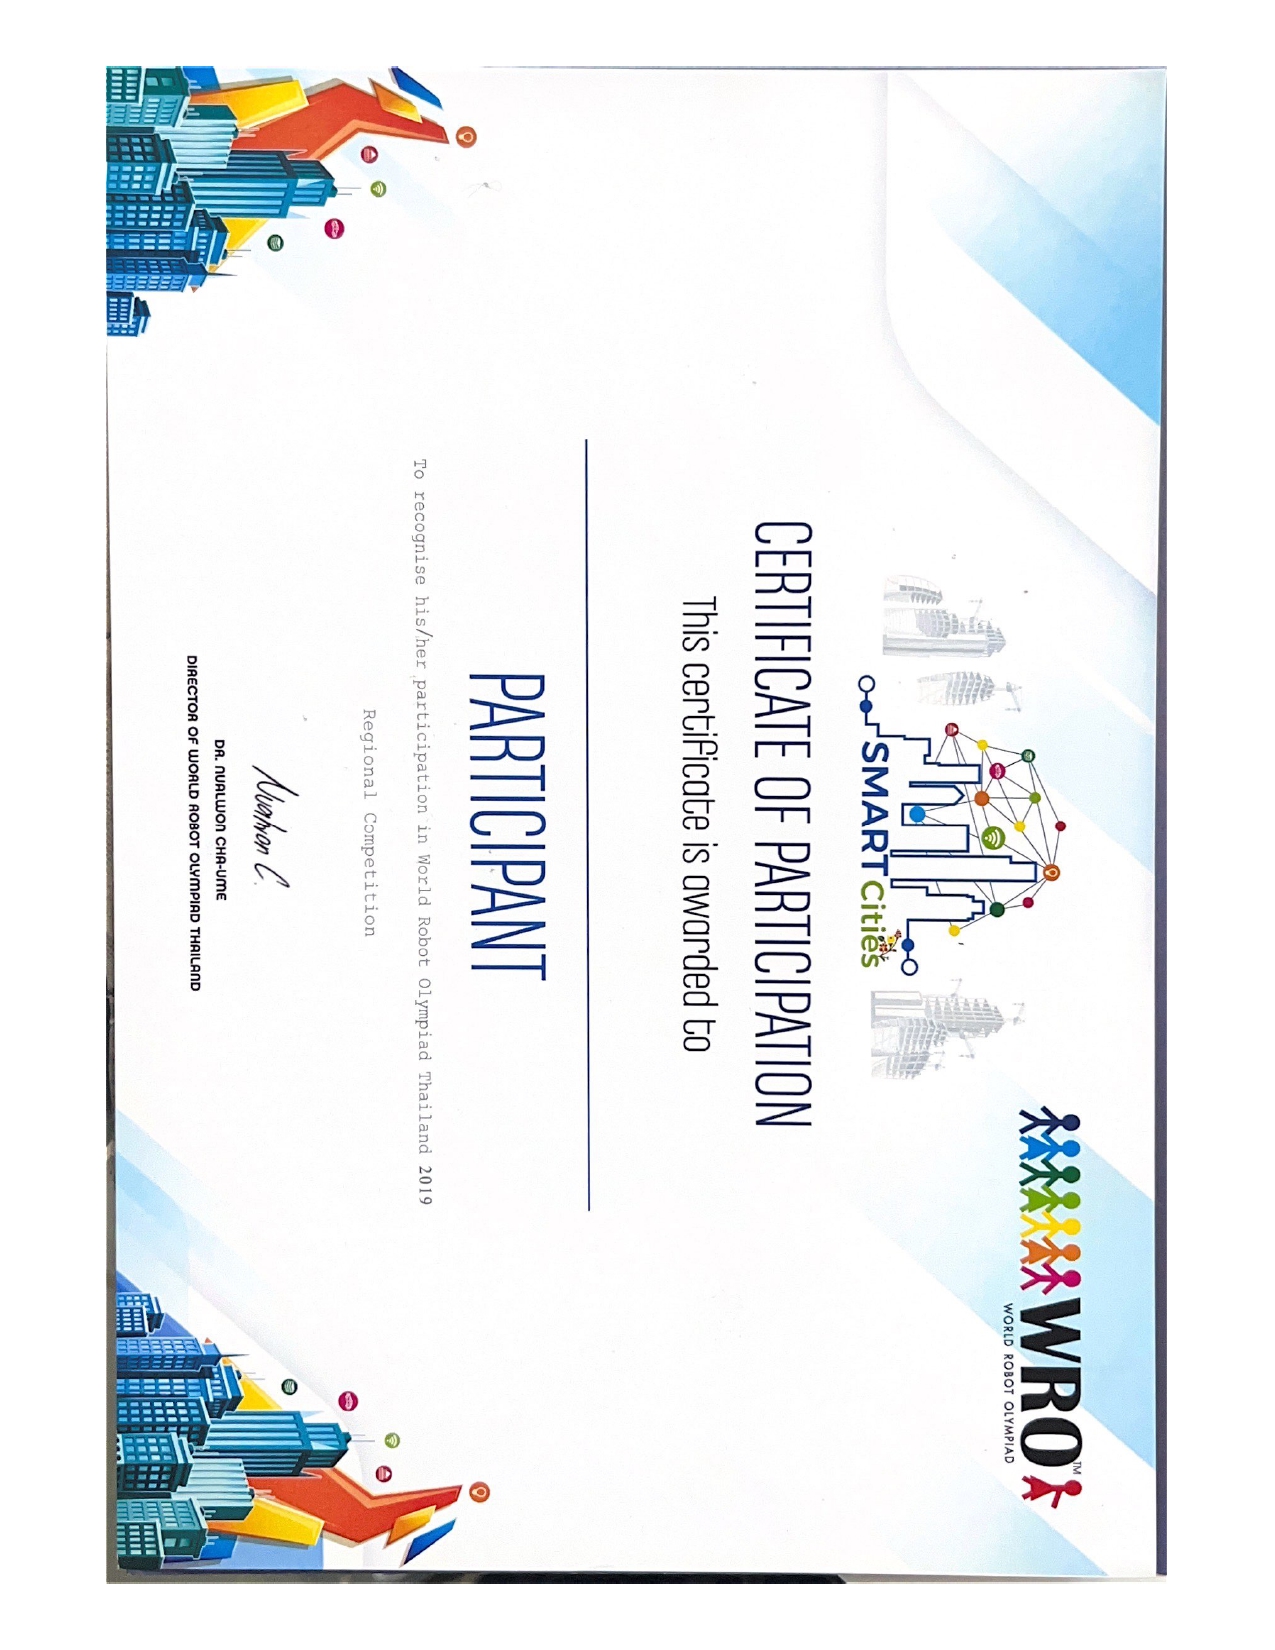 WRO™
WORLD ROBOT OLYMPIAD
SMART Cities
CERTIFICATE OF PARTICIPATION
This certificate is awarded to
PARTICIPANT
To recognise his/her participation in World Robot Olympiad Thailand 2019
Regional Competition
Nualwon C.
DR. NUALWON CHA-UME
DIRECTOR OF WORLD ROBOT OLYMPIAD THAILAND